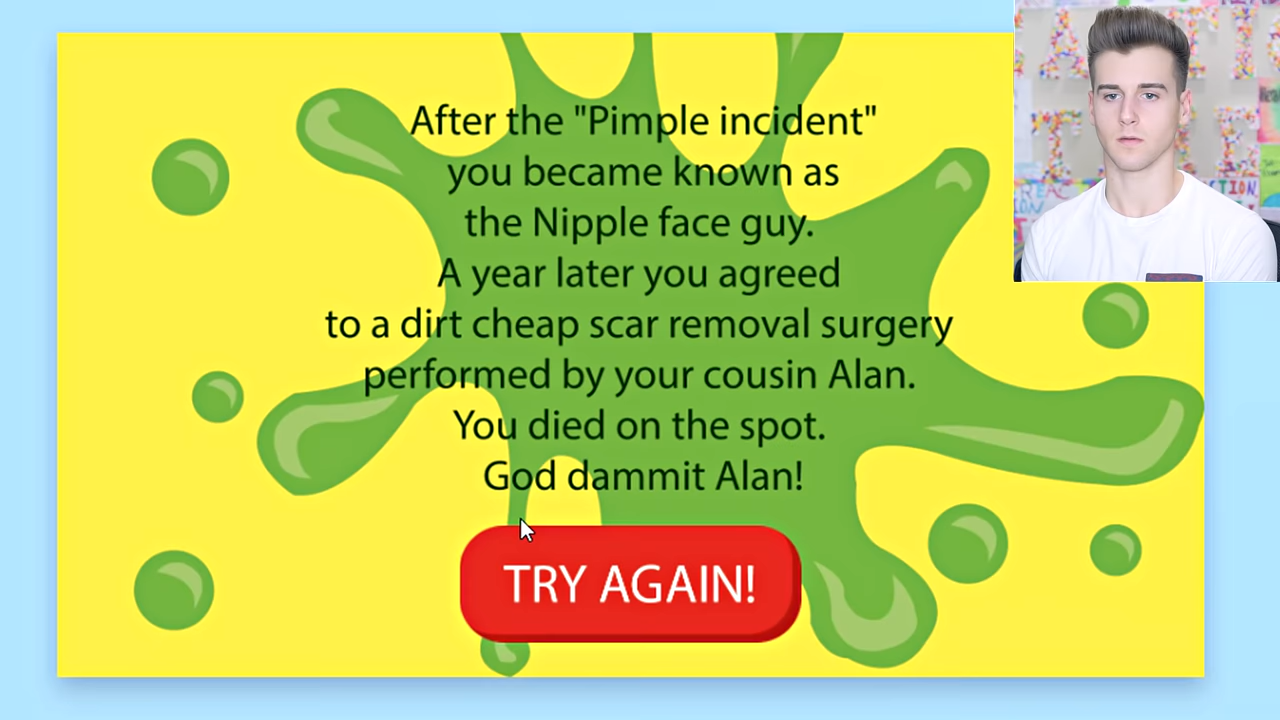 After the "Pimple incident"
you became known as
the Nipple face guy.
A year later you agreed
to a dirt cheap scar removal surgery
performed by your cousin Alan.
You died on the spot.
God dammit Alan!
TRY AGAIN!